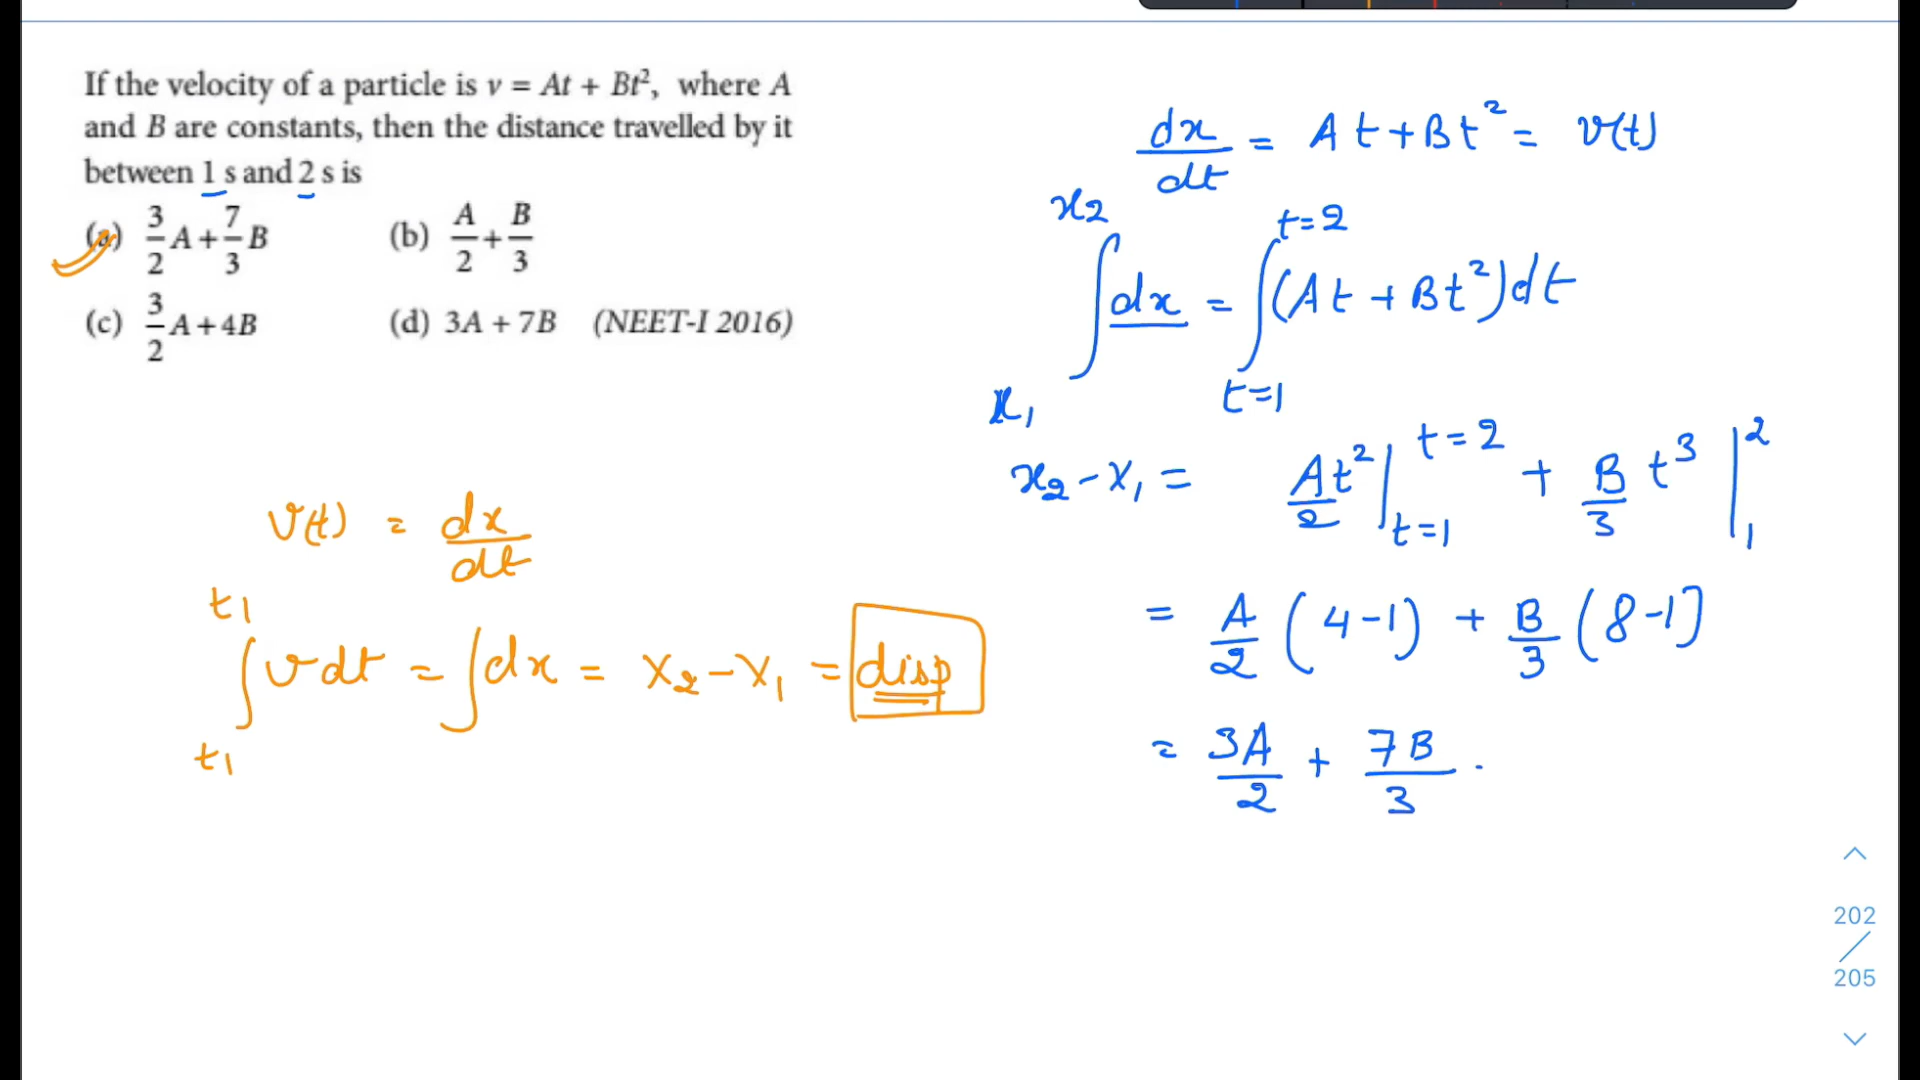 If the velocity of a particle is v = At + Bt², where A
and B are constants, then the distance travelled by it
between 1 s and 2 s is
(a) 3/2 A + 7/3 B (b) A/2 + B/3
(c) 3/2 A + 4B (d) 3A + 7B (NEET-I 2016)
dx/dt = At + Bt² = v(t)
∫_{x₁}^{x₂} dx = ∫_{t=1}^{t=2} (At + Bt²)dt
x₂ - x₁ = At²/2 |_{t=1}^{t=2} + B/3 t³ |_1^2
= A/2 (4-1) + B/3 (8-1]
= 3A/2 + 7B/3 .
v(t) = dx/dt
∫_{t1}^{t1} v dt = ∫dx = x₂ - x₁ = disp
202
/
205